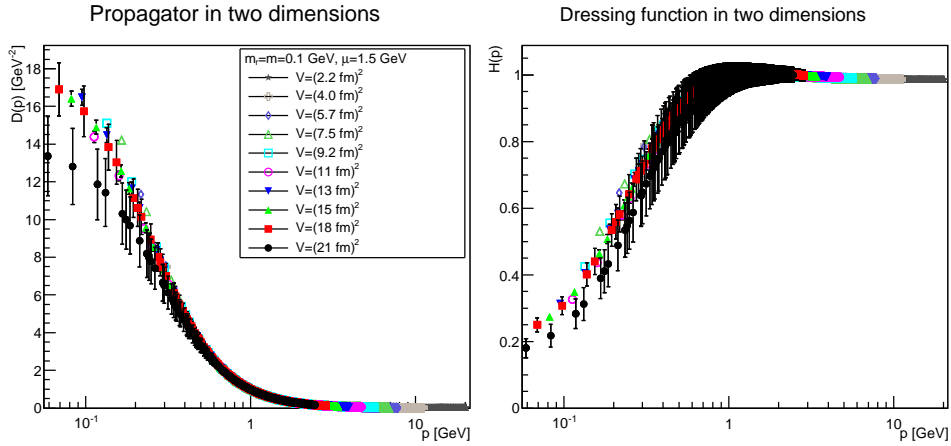 Propagator in two dimensions
D(p) [GeV⁻²]
18
16
14
12
10
8
6
4
2
0
m_r=m=0.1 GeV, μ=1.5 GeV
V=(2.2 fm)²
V=(4.0 fm)²
V=(5.7 fm)²
V=(7.5 fm)²
V=(9.2 fm)²
V=(11 fm)²
V=(13 fm)²
V=(15 fm)²
V=(18 fm)²
V=(21 fm)²
10⁻¹ 1 10
p [GeV]
Dressing function in two dimensions
H(p)
1
0.8
0.6
0.4
0.2
0
10⁻¹ 1 10
p [GeV]